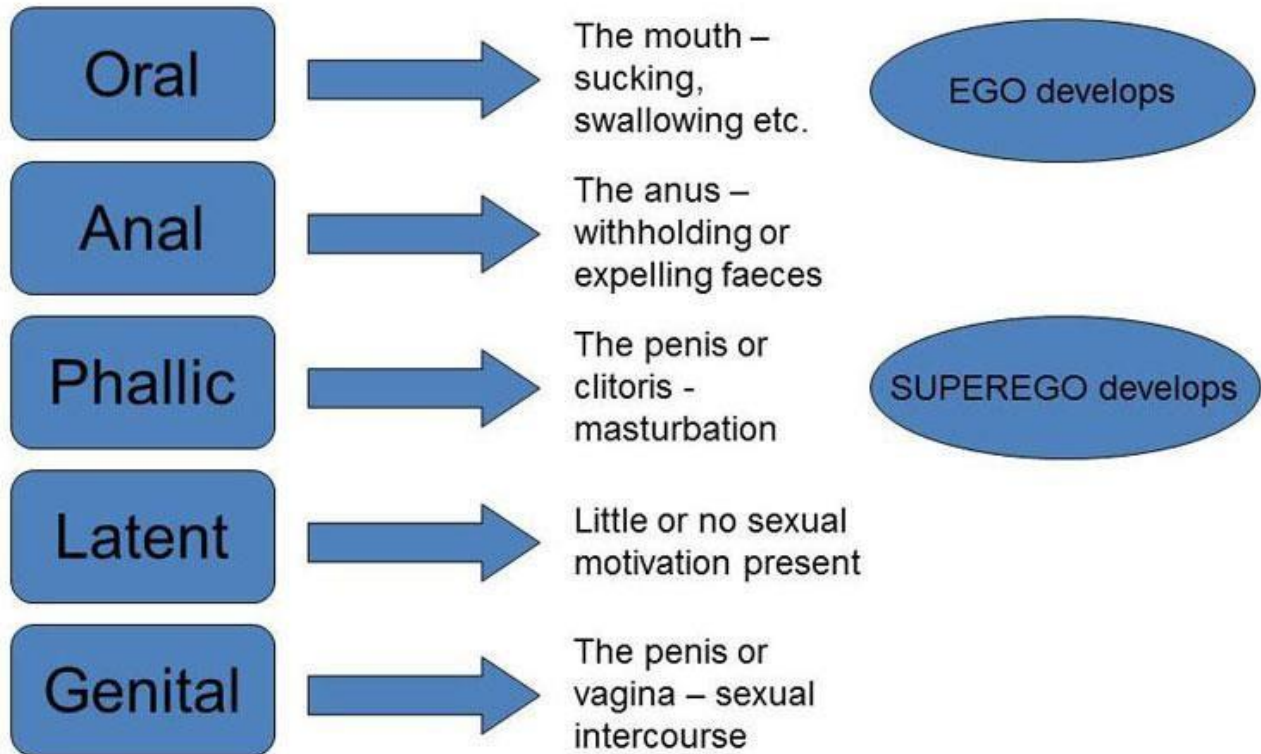 Oral
The mouth –
sucking,
swallowing etc.
EGO develops
Anal
The anus –
withholding or
expelling faeces
Phallic
The penis or
clitoris -
masturbation
SUPEREGO develops
Latent
Little or no sexual
motivation present
Genital
The penis or
vagina – sexual
intercourse